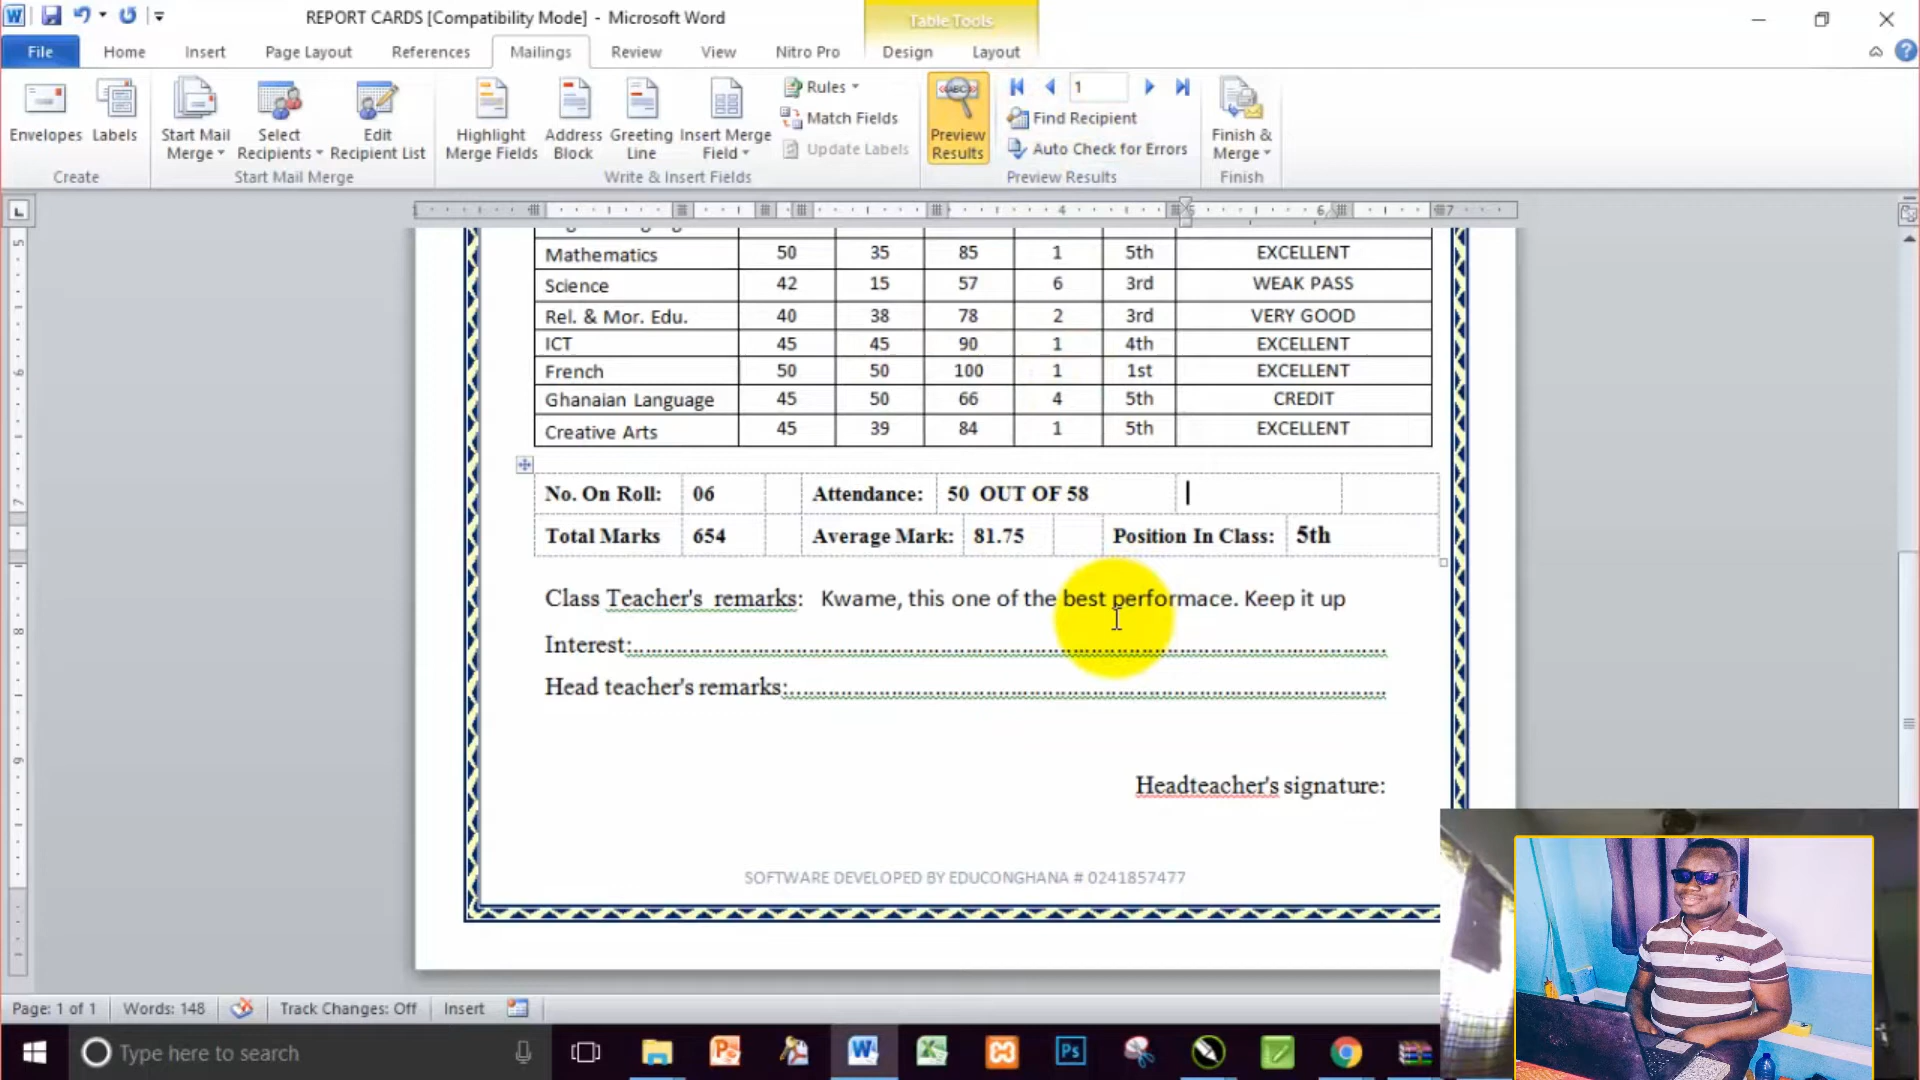 REPORT CARDS [Compatibility Mode] - Microsoft Word
Table Tools
File Home Insert Page Layout References Mailings Review View Nitro Pro Design Layout
Envelopes Labels
Create
Start Mail Merge
Select Recipients
Edit Recipient List
Start Mail Merge
Highlight Merge Fields
Address Block
Greeting Line
Insert Merge Field
Rules
Match Fields
Update Labels
Write & Insert Fields
ABC
Preview Results
1
Find Recipient
Auto Check for Errors
Preview Results
Finish & Merge
Finish
Mathematics 50 35 85 1 5th EXCELLENT
Science 42 15 57 6 3rd WEAK PASS
Rel. & Mor. Edu. 40 38 78 2 3rd VERY GOOD
ICT 45 45 90 1 4th EXCELLENT
French 50 50 100 1 1st EXCELLENT
Ghanaian Language 45 50 66 4 5th CREDIT
Creative Arts 45 39 84 1 5th EXCELLENT
No. On Roll: 06 Attendance: 50 OUT OF 58
Total Marks 654 Average Mark: 81.75 Position In Class: 5th
Class Teacher's remarks: Kwame, this one of the best performace. Keep it up
Interest:
Head teacher's remarks:
Headteacher's signature:
SOFTWARE DEVELOPED BY EDUCONGHANA # 0241857477
Page: 1 of 1 Words: 148 Track Changes: Off Insert
Type here to search